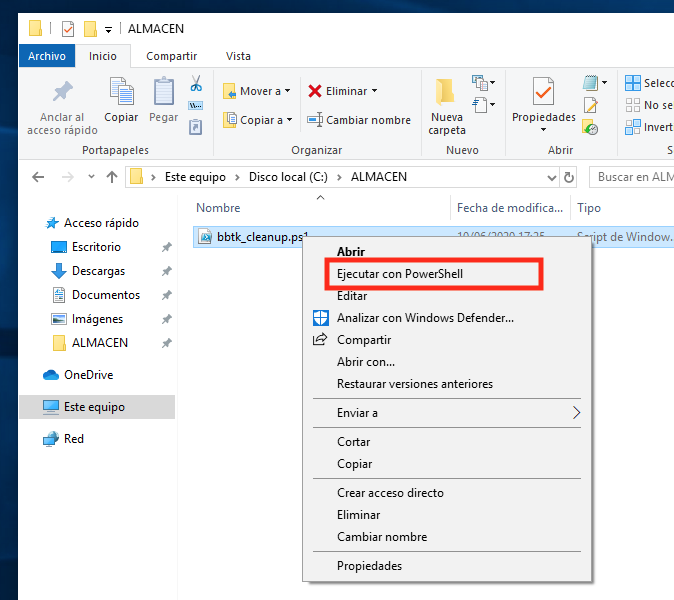 ALMACEN
Archivo
Inicio
Compartir
Vista
Anclar al
acceso rápido
Copiar
Pegar
Mover a
Copiar a
Eliminar
Cambiar nombre
Nueva
carpeta
Propiedades
Selecc
No se
Invert
Portapapeles
Organizar
Nuevo
Abrir
S
Este equipo
Disco local (C:)
ALMACEN
Buscar en ALM
Nombre
Fecha de modifica...
Tipo
bbtk_cleanup.ps1
10/06/2020 17:25
Script de Window...
Acceso rápido
Escritorio
Descargas
Documentos
Imágenes
ALMACEN
OneDrive
Este equipo
Red
Abrir
Ejecutar con PowerShell
Editar
Analizar con Windows Defender...
Compartir
Abrir con...
Restaurar versiones anteriores
Enviar a
Cortar
Copiar
Crear acceso directo
Eliminar
Cambiar nombre
Propiedades